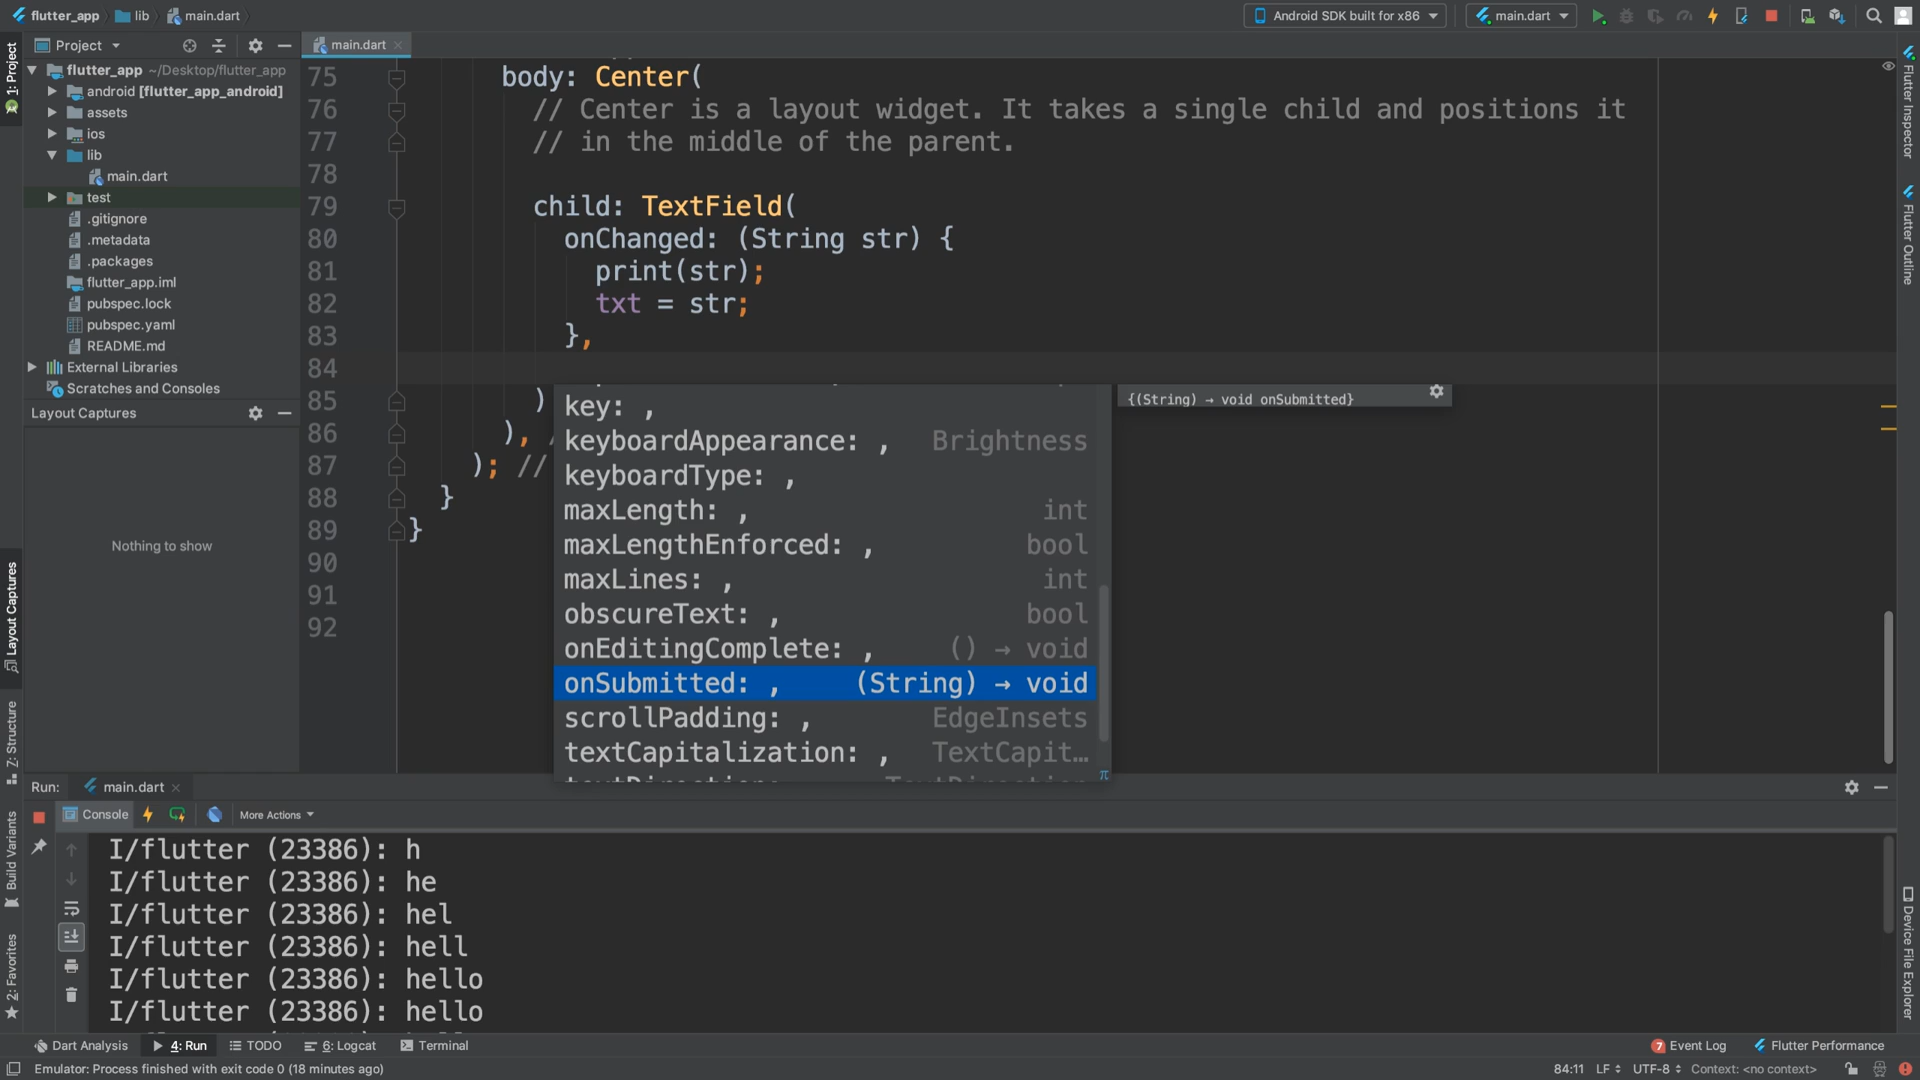 flutter_app
lib
main.dart
Android SDK built for x86
main.dart
Project
main.dart
1: Project
flutter_app ~/Desktop/flutter_app
android [flutter_app_android]
assets
ios
lib
main.dart
test
.gitignore
.metadata
.packages
flutter_app.iml
pubspec.lock
pubspec.yaml
README.md
External Libraries
Scratches and Consoles
Layout Captures
Nothing to show
Layout Captures
Z: Structure
Build Variants
2: Favorites
75 body: Center(
76 // Center is a layout widget. It takes a single child and positions it
77 // in the middle of the parent.
78
79 child: TextField(
80 onChanged: (String str) {
81 print(str);
82 txt = str;
83 },
84
85 )
86 ), /
87 ); //
88 }
89 }
90
91
92
key: ,
keyboardAppearance: , Brightness
keyboardType: ,
maxLength: , int
maxLengthEnforced: , bool
maxLines: , int
obscureText: , bool
onEditingComplete: , () → void
onSubmitted: , (String) → void
scrollPadding: , EdgeInsets
textCapitalization: , TextCapit…
π
{(String) → void onSubmitted}
Flutter Inspector
Flutter Outline
Device File Explorer
Run: main.dart
Console
More Actions
I/flutter (23386): h
I/flutter (23386): he
I/flutter (23386): hel
I/flutter (23386): hell
I/flutter (23386): hello
I/flutter (23386): hello
Dart Analysis
4: Run
TODO
6: Logcat
Terminal
7 Event Log
Flutter Performance
Emulator: Process finished with exit code 0 (18 minutes ago)
84:11 LF UTF-8 Context: <no context>